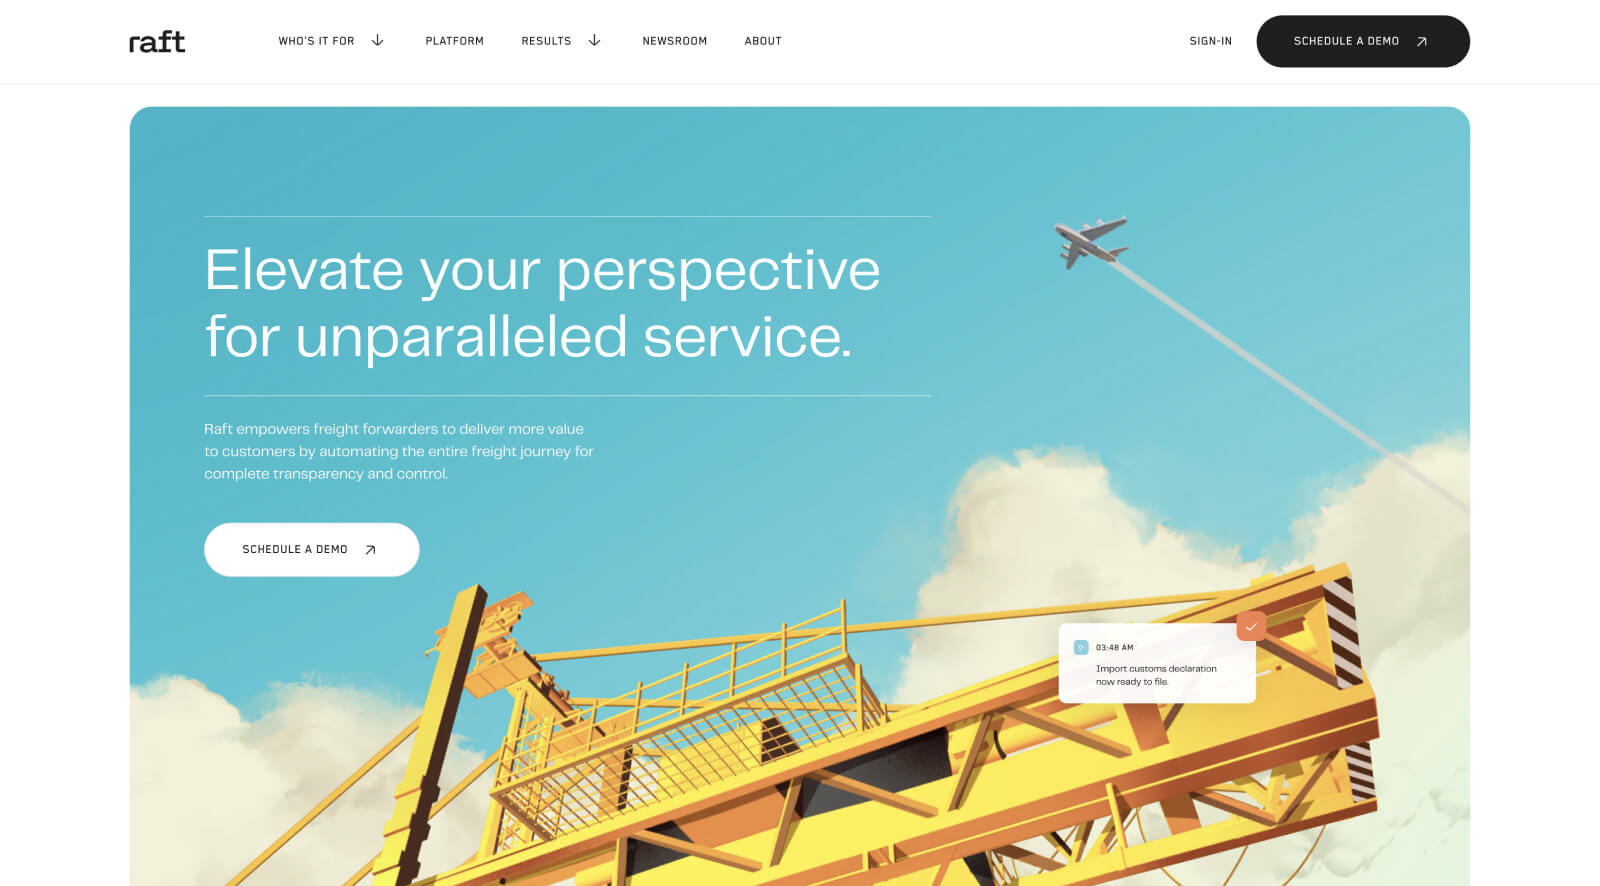 raft
WHO'S IT FOR
PLATFORM
RESULTS
NEWSROOM
ABOUT
SIGN-IN
SCHEDULE A DEMO
Elevate your perspective
for unparalleled service.
Raft empowers freight forwarders to deliver more value
to customers by automating the entire freight journey for
complete transparency and control.
SCHEDULE A DEMO
03:48 AM
Import customs declaration
now ready to file.